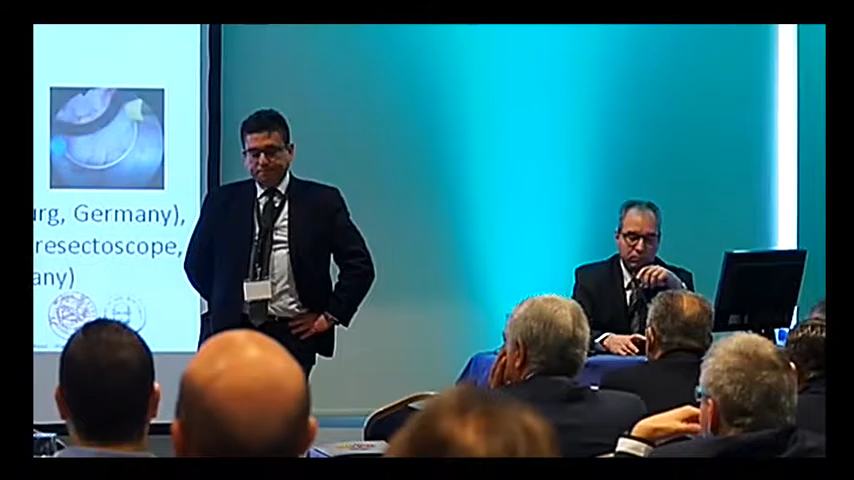 urg, Germany),
resectoscope,
any)